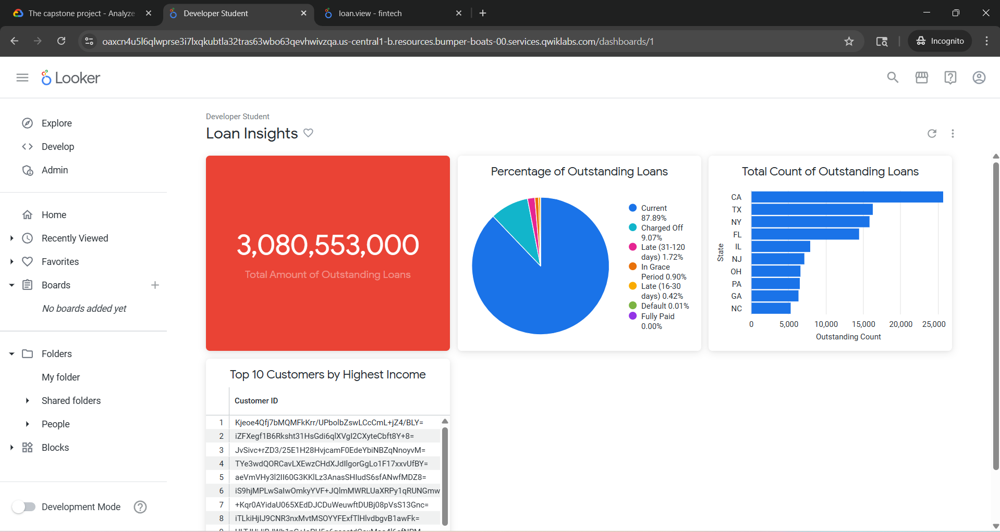 The capstone project - Analyze
Developer Student
loan.view - fintech
oaxcn4u5l6qlwprse3i7lxqkubtla32tras63wbo63qevhwivzqa.us-central1-b.resources.bumper-boats-00.services.qwiklabs.com/dashboards/1
Incognito
Looker
Explore
Develop
Admin
Home
Recently Viewed
Favorites
Boards
No boards added yet
Folders
My folder
Shared folders
People
Blocks
Development Mode
Developer Student
Loan Insights
3,080,553,000
Total Amount of Outstanding Loans
Percentage of Outstanding Loans
Current
87.89%
Charged Off
9.07%
Late (31-120
days) 1.72%
In Grace
Period 0.90%
Late (16-30
days) 0.42%
Default 0.01%
Fully Paid
0.00%
Total Count of Outstanding Loans
State
CA
TX
NY
FL
IL
NJ
OH
PA
GA
NC
0 5,000 10,000 15,000 20,000 25,000
Outstanding Count
Top 10 Customers by Highest Income
Customer ID
1 Kjeoe4Qfj7bMQMFkKrr/UPbolbZswLCcCmL+jZ4/BLY=
2 iZFXegf1B6Rksht31HsGdi6qlXVgI2CXyteCbft8Y+8=
3 JvSivc+rZD3/25E1H28HvjcamF0EdeYbiNBZqNnoyvM=
4 TYe3wdQORCavLXEwzCHdXJdIlgorGgLo1F17xxvUfBY=
5 aeVmVHy3l2II60G3KKlLz3AnasSHIudS6sfANwfMDZ8=
6 iS9hjMPLwSalwOmkyYVF+JQlmMWRLUaXRPy1qRUNGmw
7 +Kqr0AYidaU065XEdDJCDuWeuwftDUBj08pVsS13Gnc=
8 iTLkiHjIJ9CNR3nxMvtMSOYYFExfTlHlvdbgvB1awFk=